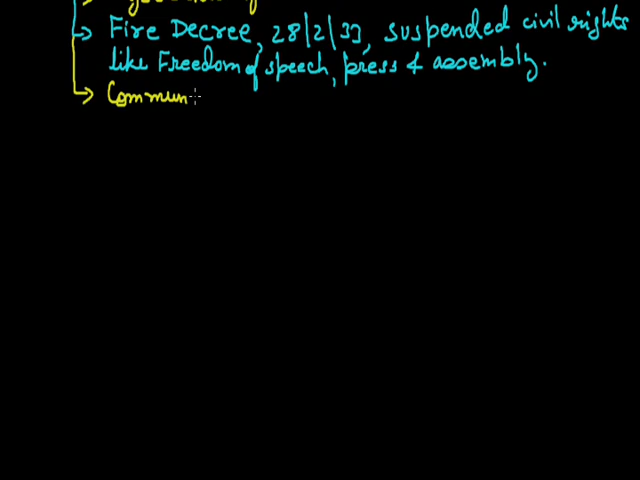 Fire Decree, 28/2/33, suspended civil rights
like Freedom of speech, press & assembly.
Commun